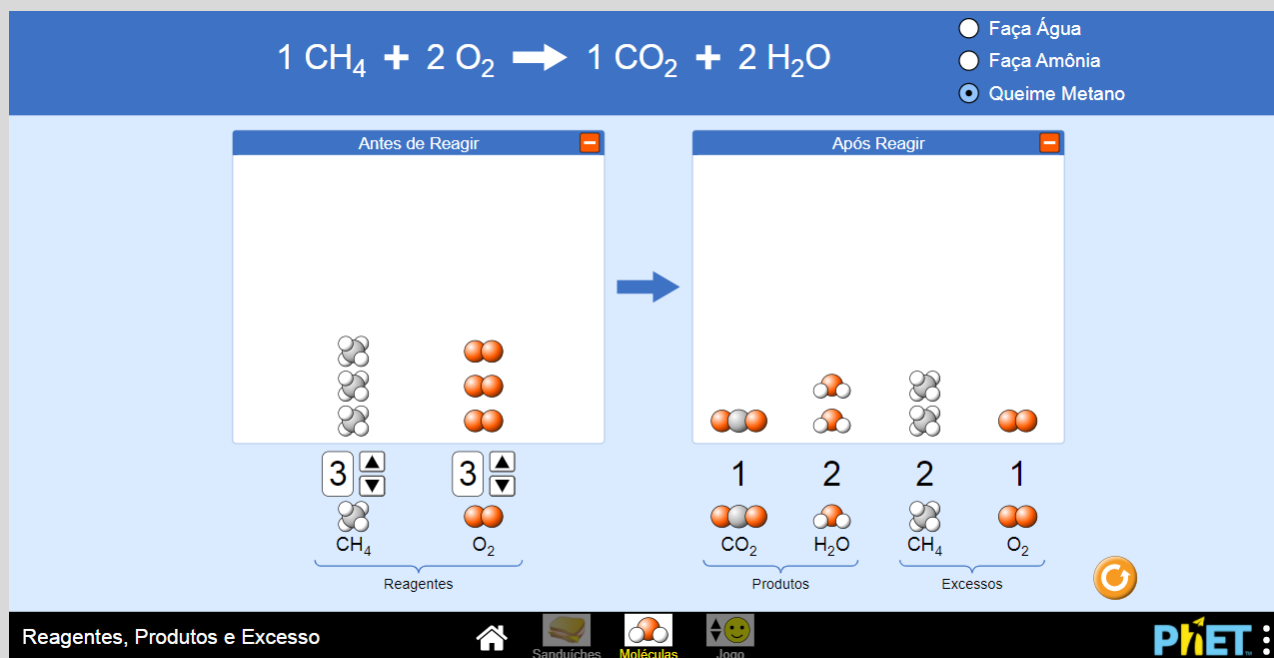 1 CH₄ + 2 O₂ → 1 CO₂ + 2 H₂O
Faça Água
Faça Amônia
Queime Metano
Antes de Reagir
Após Reagir
3 3
1 2 2 1
CH₄ O₂
CO₂ H₂O CH₄ O₂
Reagentes
Produtos Excessos
Reagentes, Produtos e Excesso
Sanduíches Moléculas Jogo
PhET